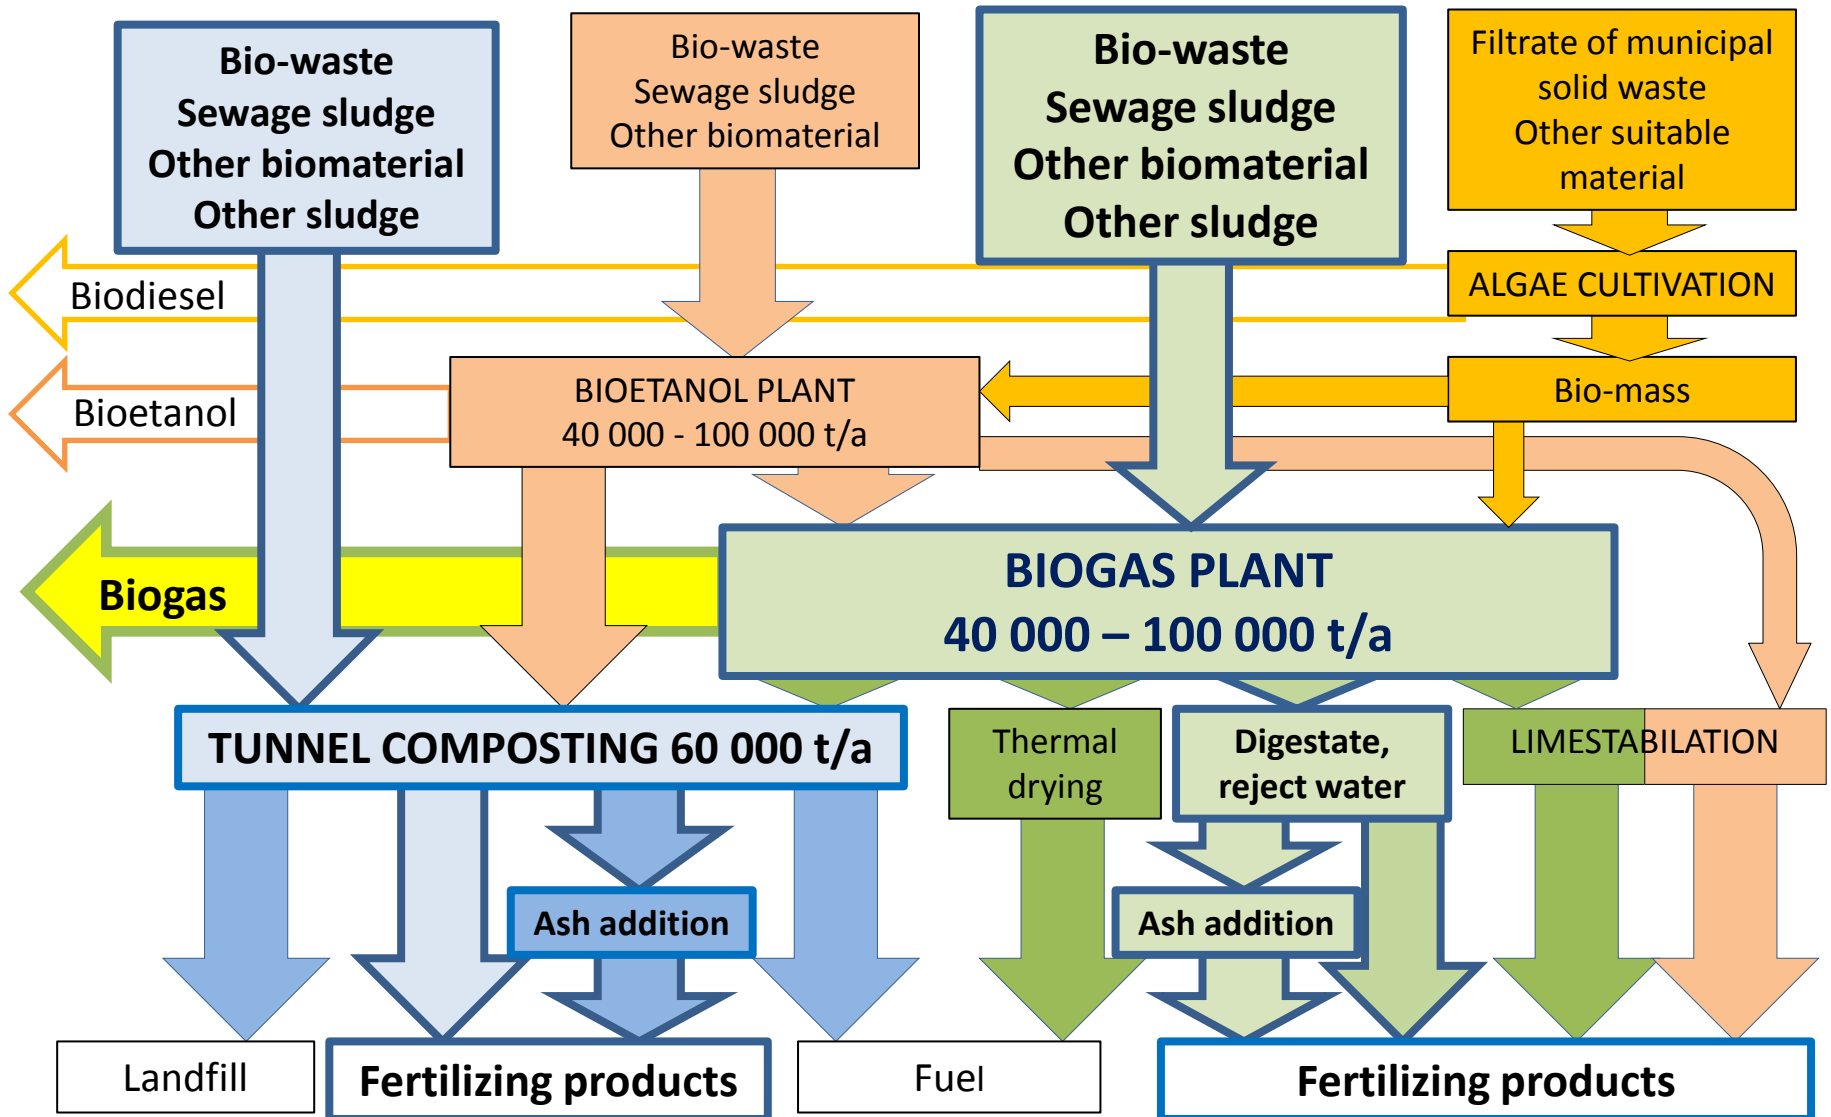 Bio-waste
Sewage sludge
Other biomaterial
Other sludge
Bio-waste
Sewage sludge
Other biomaterial
Bio-waste
Sewage sludge
Other biomaterial
Other sludge
Filtrate of municipal
solid waste
Other suitable
material
Biodiesel
ALGAE CULTIVATION
Bioetanol
BIOETANOL PLANT
40 000 - 100 000 t/a
Bio-mass
Biogas
BIOGAS PLANT
40 000 – 100 000 t/a
TUNNEL COMPOSTING 60 000 t/a
Thermal
drying
Digestate,
reject water
LIMESTABILATION
Ash addition
Ash addition
Landfill
Fertilizing products
Fuel
Fertilizing products